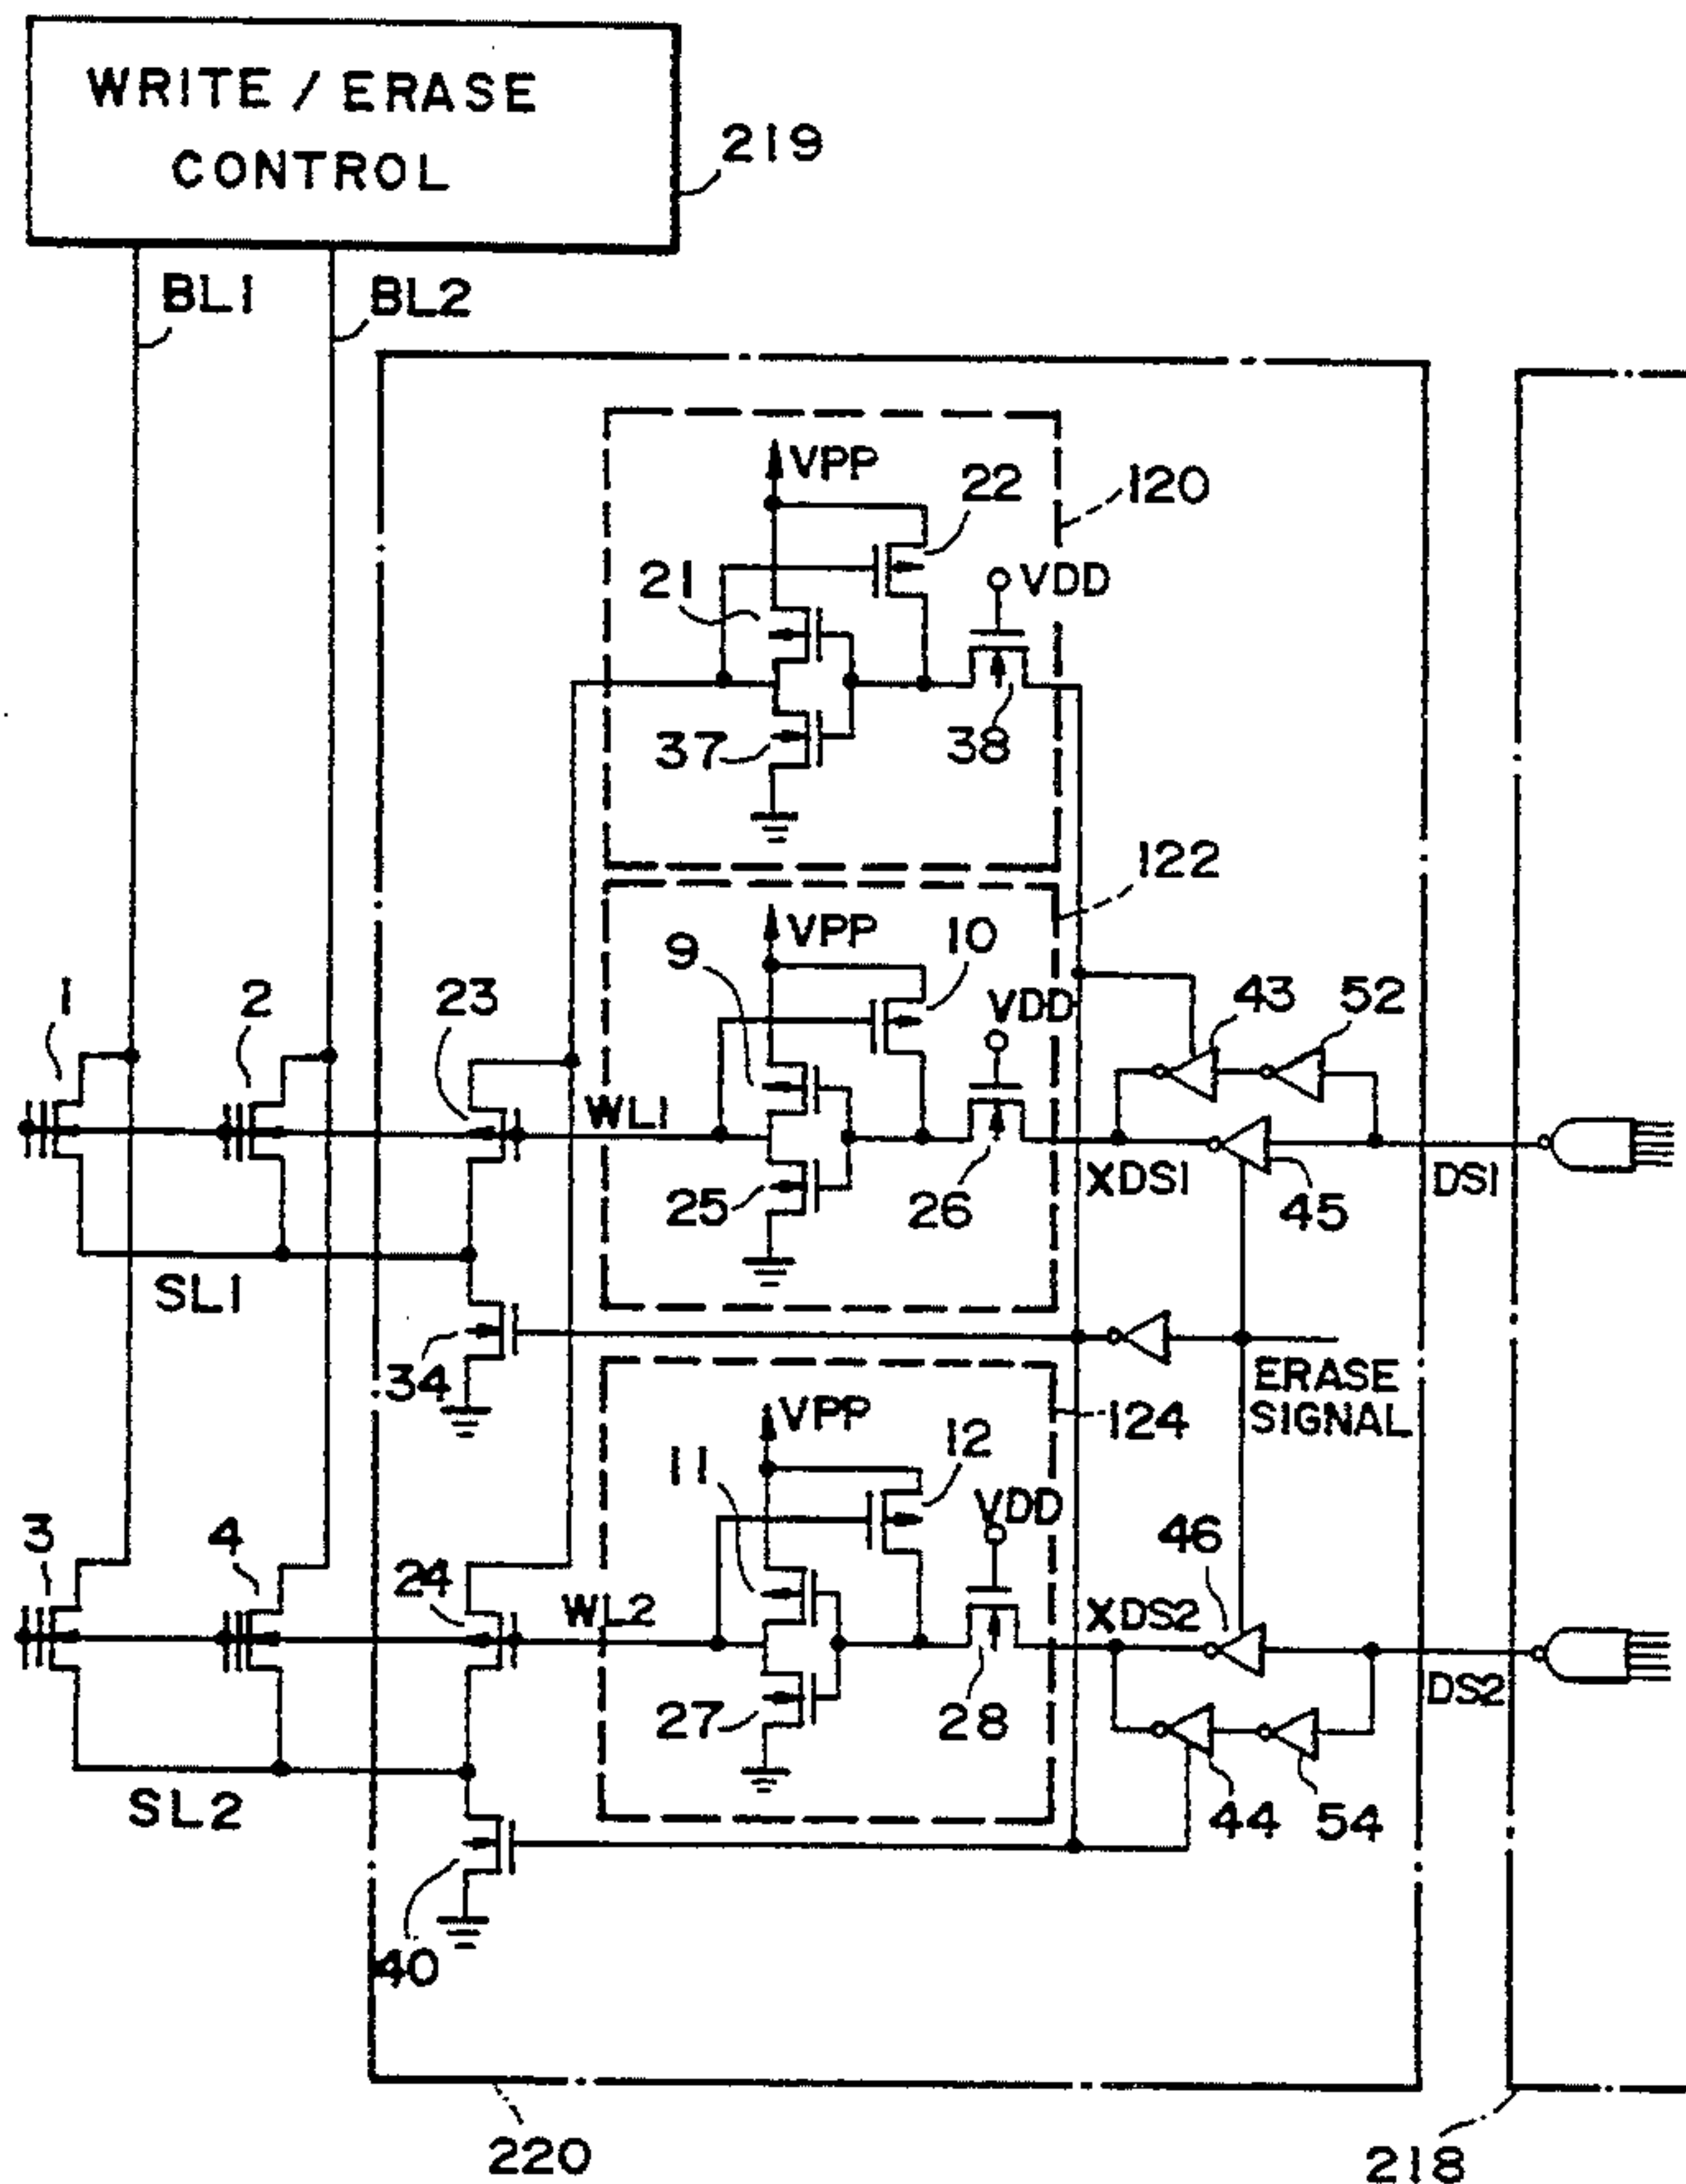 WRITE / ERASE
CONTROL
219
BL1
BL2
VPP
22
120
21
VDD
37
38
122
VPP
10
9
VDD
43
52
1
2
23
WL1
25
26
XDS1
45
DS1
SL1
34
ERASE
SIGNAL
VPP
124
11
12
VDD
46
3
4
24
WL2
XDS2
27
28
DS2
44
54
SL2
40
220
218